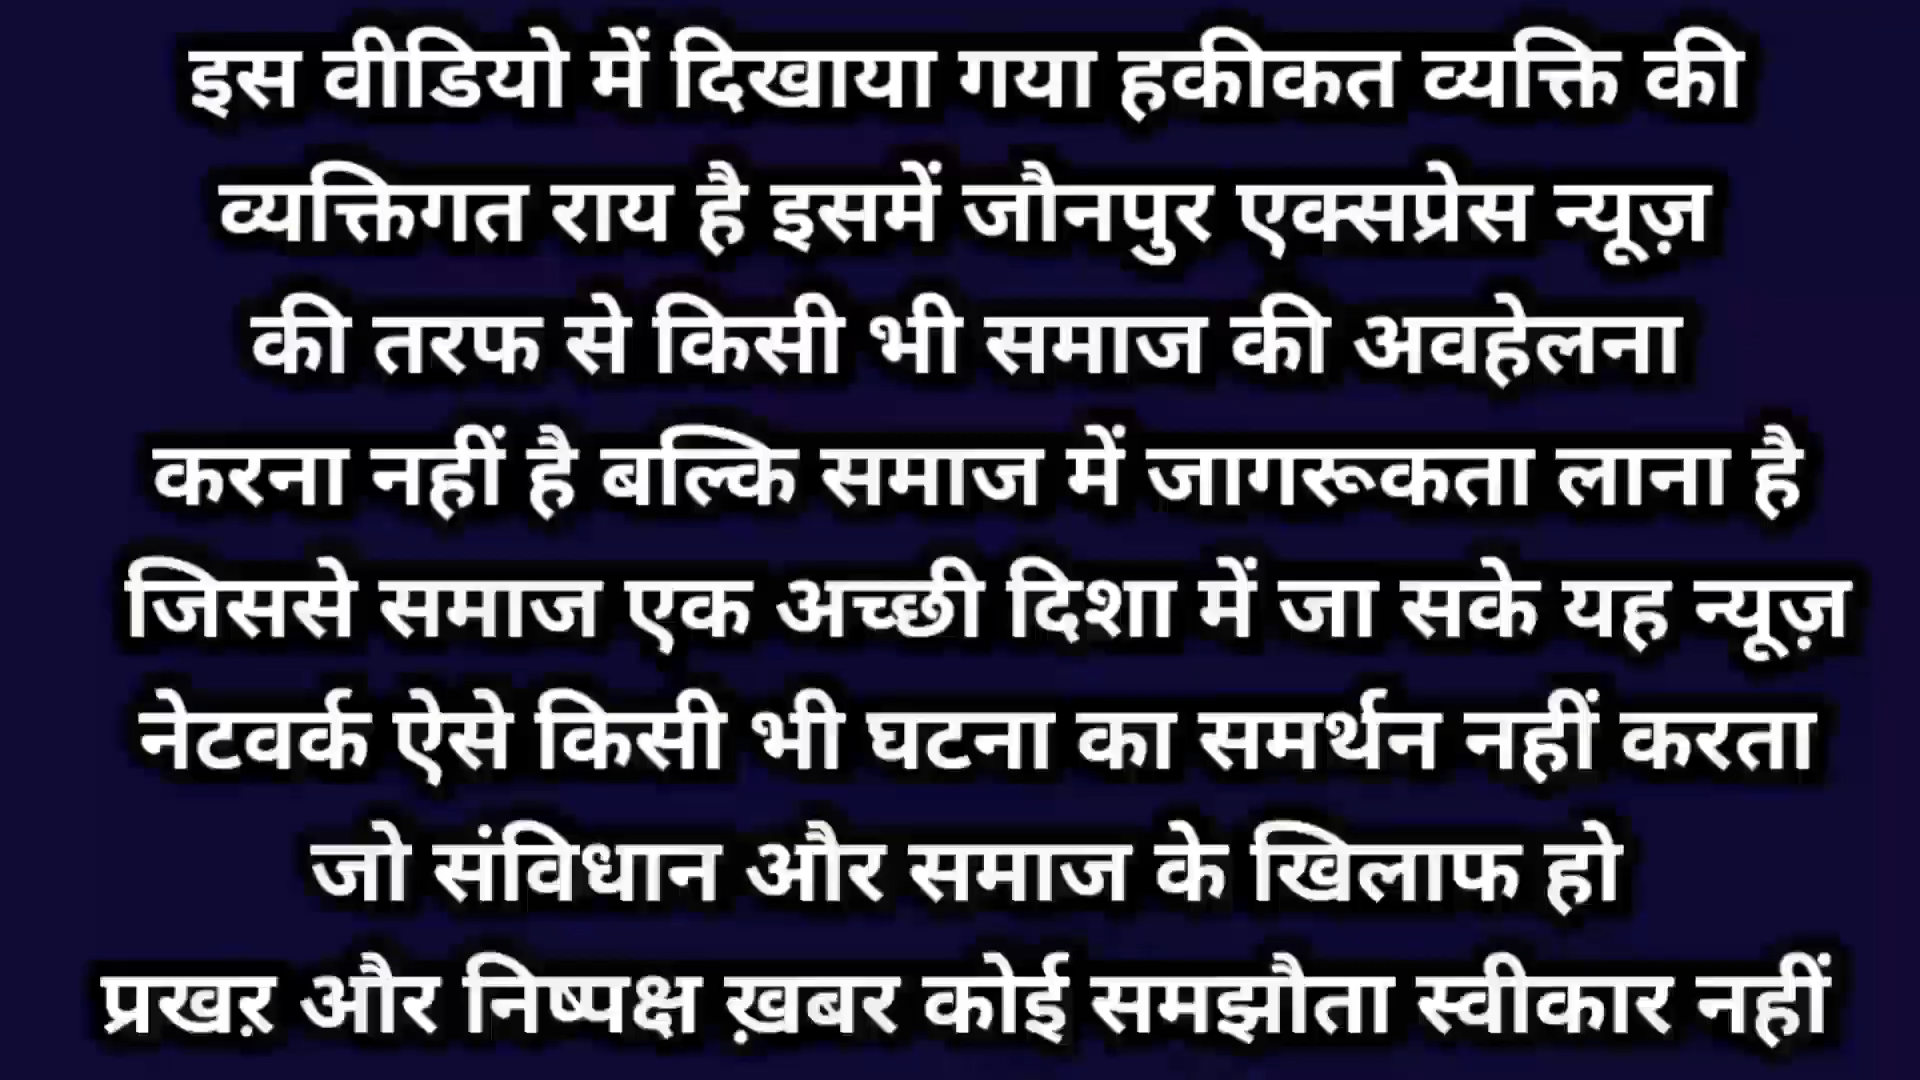 इस वीडियो में दिखाया गया हकीकत व्यक्ति की
व्यक्तिगत राय है इसमें जौनपुर एक्सप्रेस न्यूज़
की तरफ से किसी भी समाज की अवहेलना
करना नहीं है बल्कि समाज में जागरूकता लाना है
जिससे समाज एक अच्छी दिशा में जा सके यह न्यूज़
नेटवर्क ऐसे किसी भी घटना का समर्थन नहीं करता
जो संविधान और समाज के खिलाफ हो
प्रखऱ और निष्पक्ष ख़बर कोई समझौता स्वीकार नहीं